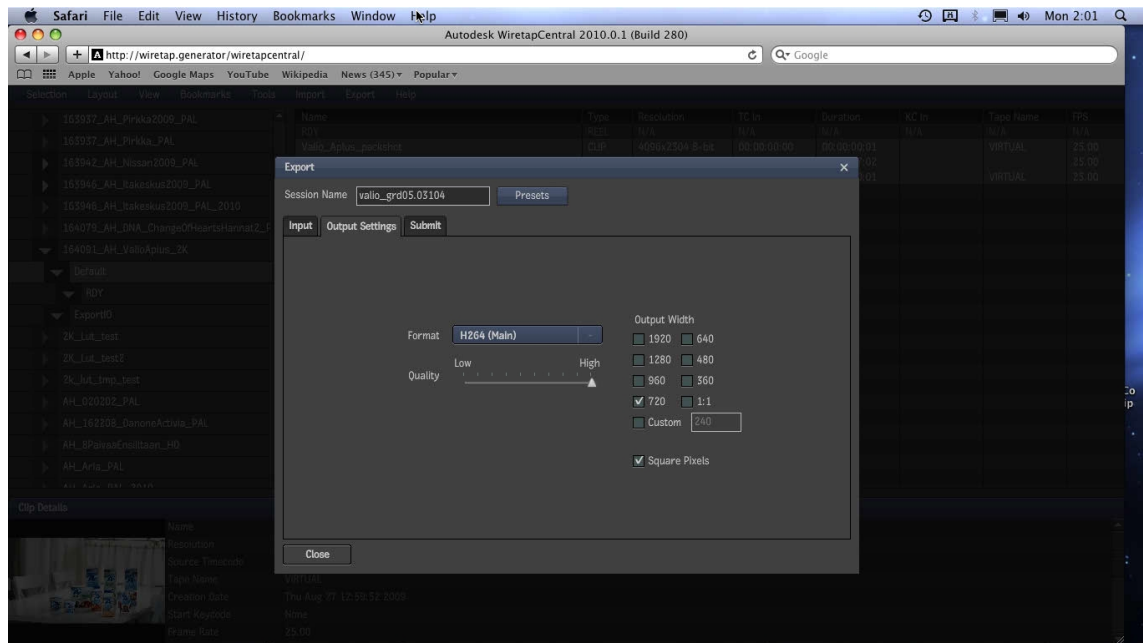 Safari File Edit View History Bookmarks Window Help Mon 2:01
Autodesk WiretapCentral 2010.0.1 (Build 280)
http://wiretap.generator/wiretapcentral/ Google
Apple Yahoo! Google Maps YouTube Wikipedia News (345) Popular
Selection Layout View Bookmarks Tools Import Export Help
Name Type Resolution TC In Duration KC In Tape Name FPS
163937_AH_Pirkka2009_PAL RDY REEL N/A N/A N/A N/A N/A N/A
163937_AH_Pirkka_PAL Valio_Aplus_packshot CLIP 4096x2304 8-bit 00:00:00:00 00:00:00:01 VIRTUAL 25.00
163942_AH_Nissan2009_PAL 25.00
163946_AH_Itakeskus2009_PAL VIRTUAL 25.00
163946_AH_Itakeskus2009_PAL_2010
164079_AH_DNA_ChangeOfHeartsHannat2_P
164091_AH_ValioAplus_2K
Default
RDY
ExportIO
2K_Lut_test
2K_Lut_test2
2k_lut_tmp_test
AH_020202_PAL
AH_162208_DanoneActivia_PAL
AH_Aria_PAL
Export
Session Name valio_grd05.03104 Presets
Input Output Settings Submit
Format H264 (Main)
Quality Low High
Output Width
1920 640
1280 480
960 360
720 1:1
Custom 240
Square Pixels
Close
Clip Details
Name
Resolution
Source Timecode
Tape Name VIRTUAL
Creation Date Thu Aug 27 12:50:52 2009
Start Keycode None
Frame Rate 25.00